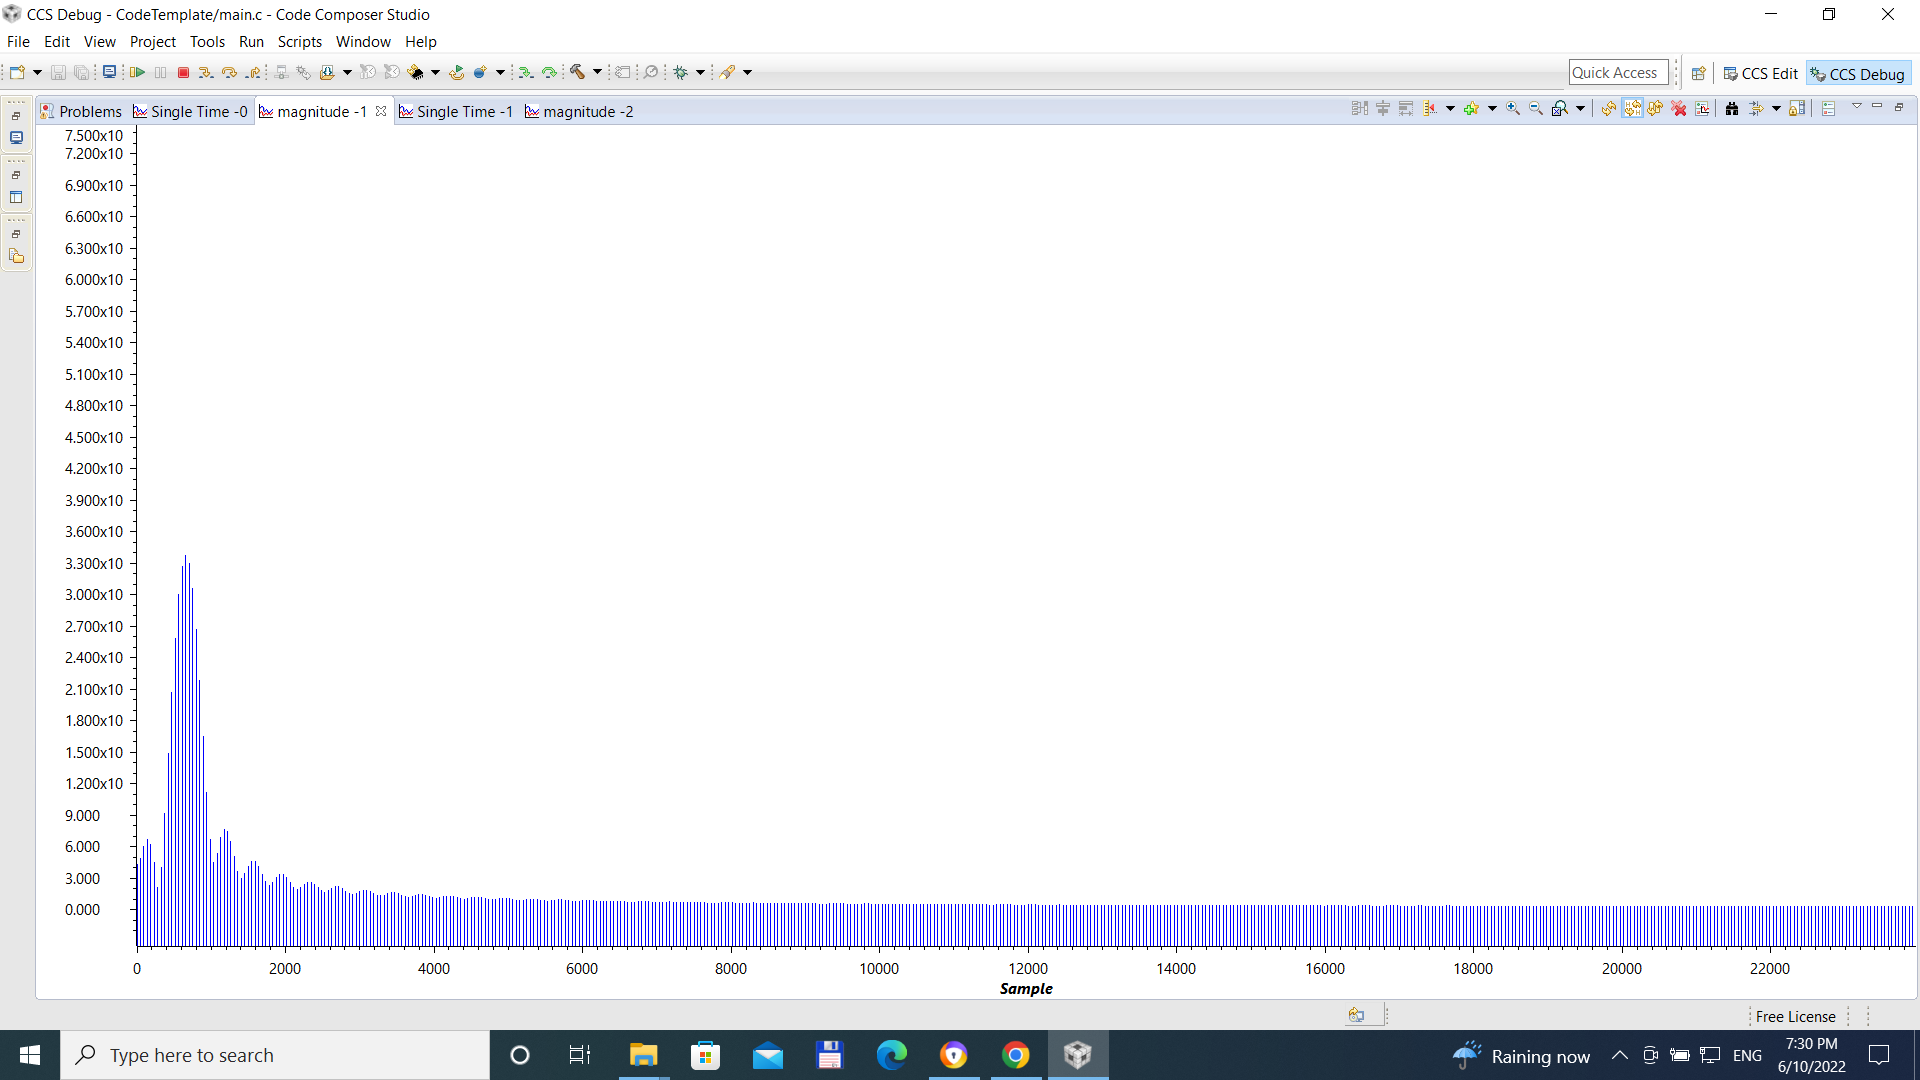 CCS Debug - CodeTemplate/main.c - Code Composer Studio
File Edit View Project Tools Run Scripts Window Help
Quick Access
CCS Edit
CCS Debug
Problems Single Time -0 magnitude -1 Single Time -1 magnitude -2
7.500x10
7.200x10
6.900x10
6.600x10
6.300x10
6.000x10
5.700x10
5.400x10
5.100x10
4.800x10
4.500x10
4.200x10
3.900x10
3.600x10
3.300x10
3.000x10
2.700x10
2.400x10
2.100x10
1.800x10
1.500x10
1.200x10
9.000
6.000
3.000
0.000
0 2000 4000 6000 8000 10000 12000 14000 16000 18000 20000 22000
Sample
Free License
Type here to search
Raining now
ENG
7:30 PM
6/10/2022